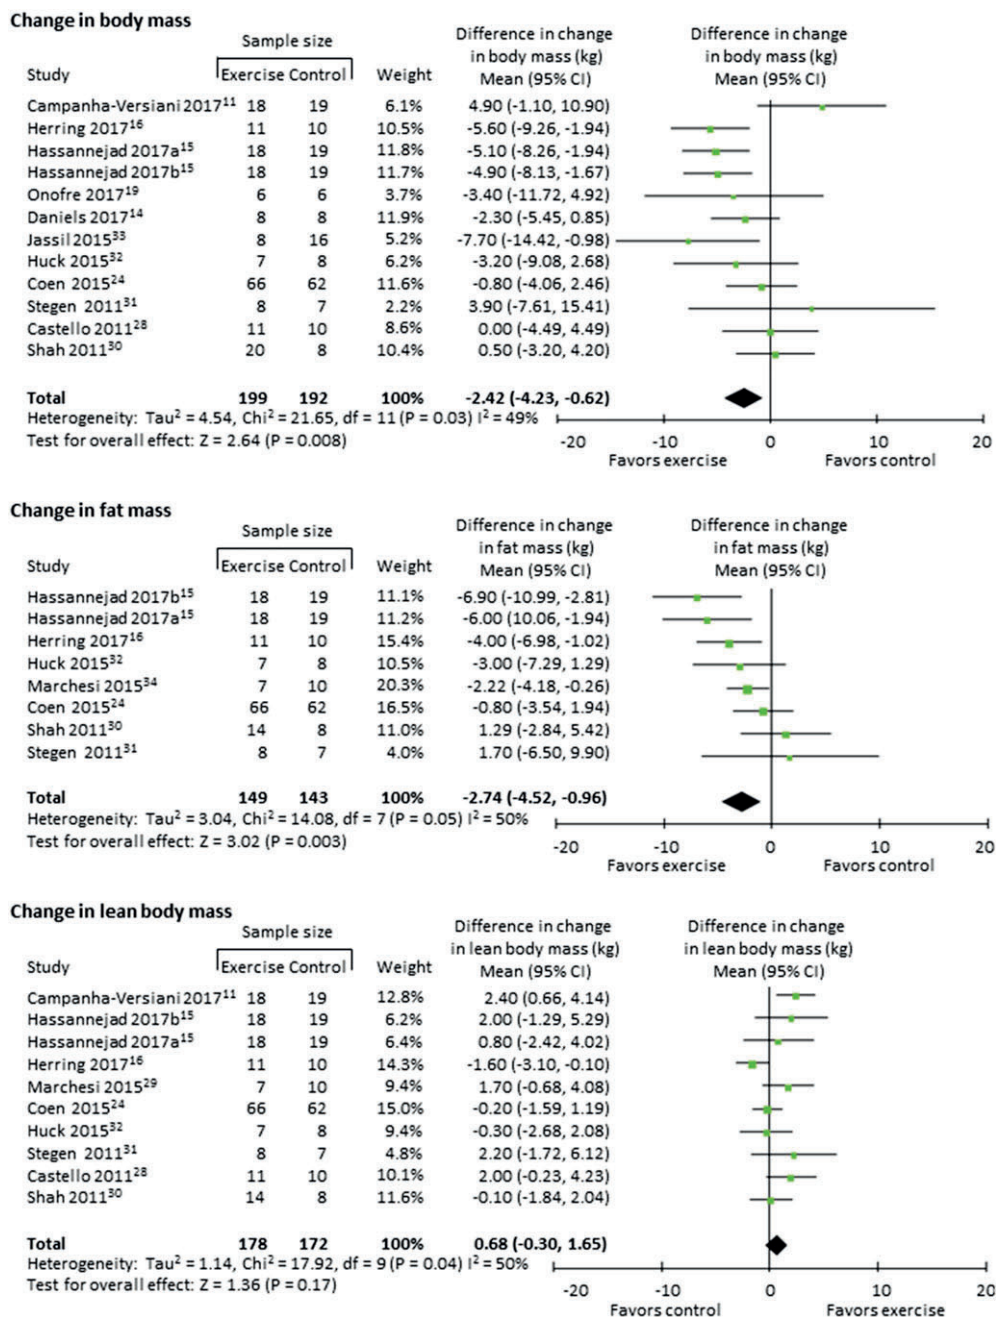 Change in body mass
Sample size
Difference in change in body mass (kg)
Difference in change in body mass (kg)
Study Exercise Control Weight Mean (95% CI) Mean (95% CI)
Campanha-Versiani 2017¹¹ 18 19 6.1% 4.90 (-1.10, 10.90)
Herring 2017¹⁶ 11 10 10.5% -5.60 (-9.26, -1.94)
Hassannejad 2017a¹⁵ 18 19 11.8% -5.10 (-8.26, -1.94)
Hassannejad 2017b¹⁵ 18 19 11.7% -4.90 (-8.13, -1.67)
Onofre 2017¹⁹ 6 6 3.7% -3.40 (-11.72, 4.92)
Daniels 2017¹⁴ 8 8 11.9% -2.30 (-5.45, 0.85)
Jassil 2015³³ 8 16 5.2% -7.70 (-14.42, -0.98)
Huck 2015³² 7 8 6.2% -3.20 (-9.08, 2.68)
Coen 2015²⁴ 66 62 11.6% -0.80 (-4.06, 2.46)
Stegen 2011³¹ 8 7 2.2% 3.90 (-7.61, 15.41)
Castello 2011²⁸ 11 10 8.6% 0.00 (-4.49, 4.49)
Shah 2011³⁰ 20 8 10.4% 0.50 (-3.20, 4.20)
Total 199 192 100% -2.42 (-4.23, -0.62)
Heterogeneity: Tau² = 4.54, Chi² = 21.65, df = 11 (P = 0.03) I² = 49%
Test for overall effect: Z = 2.64 (P = 0.008)
-20 -10 0 10 20
Favors exercise Favors control
Change in fat mass
Sample size
Difference in change in fat mass (kg)
Difference in change in fat mass (kg)
Study Exercise Control Weight Mean (95% CI) Mean (95% CI)
Hassannejad 2017b¹⁵ 18 19 11.1% -6.90 (-10.99, -2.81)
Hassannejad 2017a¹⁵ 18 19 11.2% -6.00 (10.06, -1.94)
Herring 2017¹⁶ 11 10 15.4% -4.00 (-6.98, -1.02)
Huck 2015³² 7 8 10.5% -3.00 (-7.29, 1.29)
Marchesi 2015³⁴ 7 10 20.3% -2.22 (-4.18, -0.26)
Coen 2015²⁴ 66 62 16.5% -0.80 (-3.54, 1.94)
Shah 2011³⁰ 14 8 11.0% 1.29 (-2.84, 5.42)
Stegen 2011³¹ 8 7 4.0% 1.70 (-6.50, 9.90)
Total 149 143 100% -2.74 (-4.52, -0.96)
Heterogeneity: Tau² = 3.04, Chi² = 14.08, df = 7 (P = 0.05) I² = 50%
Test for overall effect: Z = 3.02 (P = 0.003)
-20 -10 0 10 20
Favors exercise Favors control
Change in lean body mass
Sample size
Difference in change in lean body mass (kg)
Difference in change in lean body mass (kg)
Study Exercise Control Weight Mean (95% CI) Mean (95% CI)
Campanha-Versiani 2017¹¹ 18 19 12.8% 2.40 (0.66, 4.14)
Hassannejad 2017b¹⁵ 18 19 6.2% 2.00 (-1.29, 5.29)
Hassannejad 2017a¹⁵ 18 19 6.4% 0.80 (-2.42, 4.02)
Herring 2017¹⁶ 11 10 14.3% -1.60 (-3.10, -0.10)
Marchesi 2015²⁹ 7 10 9.4% 1.70 (-0.68, 4.08)
Coen 2015²⁴ 66 62 15.0% -0.20 (-1.59, 1.19)
Huck 2015³² 7 8 9.4% -0.30 (-2.68, 2.08)
Stegen 2011³¹ 8 7 4.8% 2.20 (-1.72, 6.12)
Castello 2011²⁸ 11 10 10.1% 2.00 (-0.23, 4.23)
Shah 2011³⁰ 14 8 11.6% -0.10 (-1.84, 2.04)
Total 178 172 100% 0.68 (-0.30, 1.65)
Heterogeneity: Tau² = 1.14, Chi² = 17.92, df = 9 (P = 0.04) I² = 50%
Test for overall effect: Z = 1.36 (P = 0.17)
-20 -10 0 10 20
Favors control Favors exercise